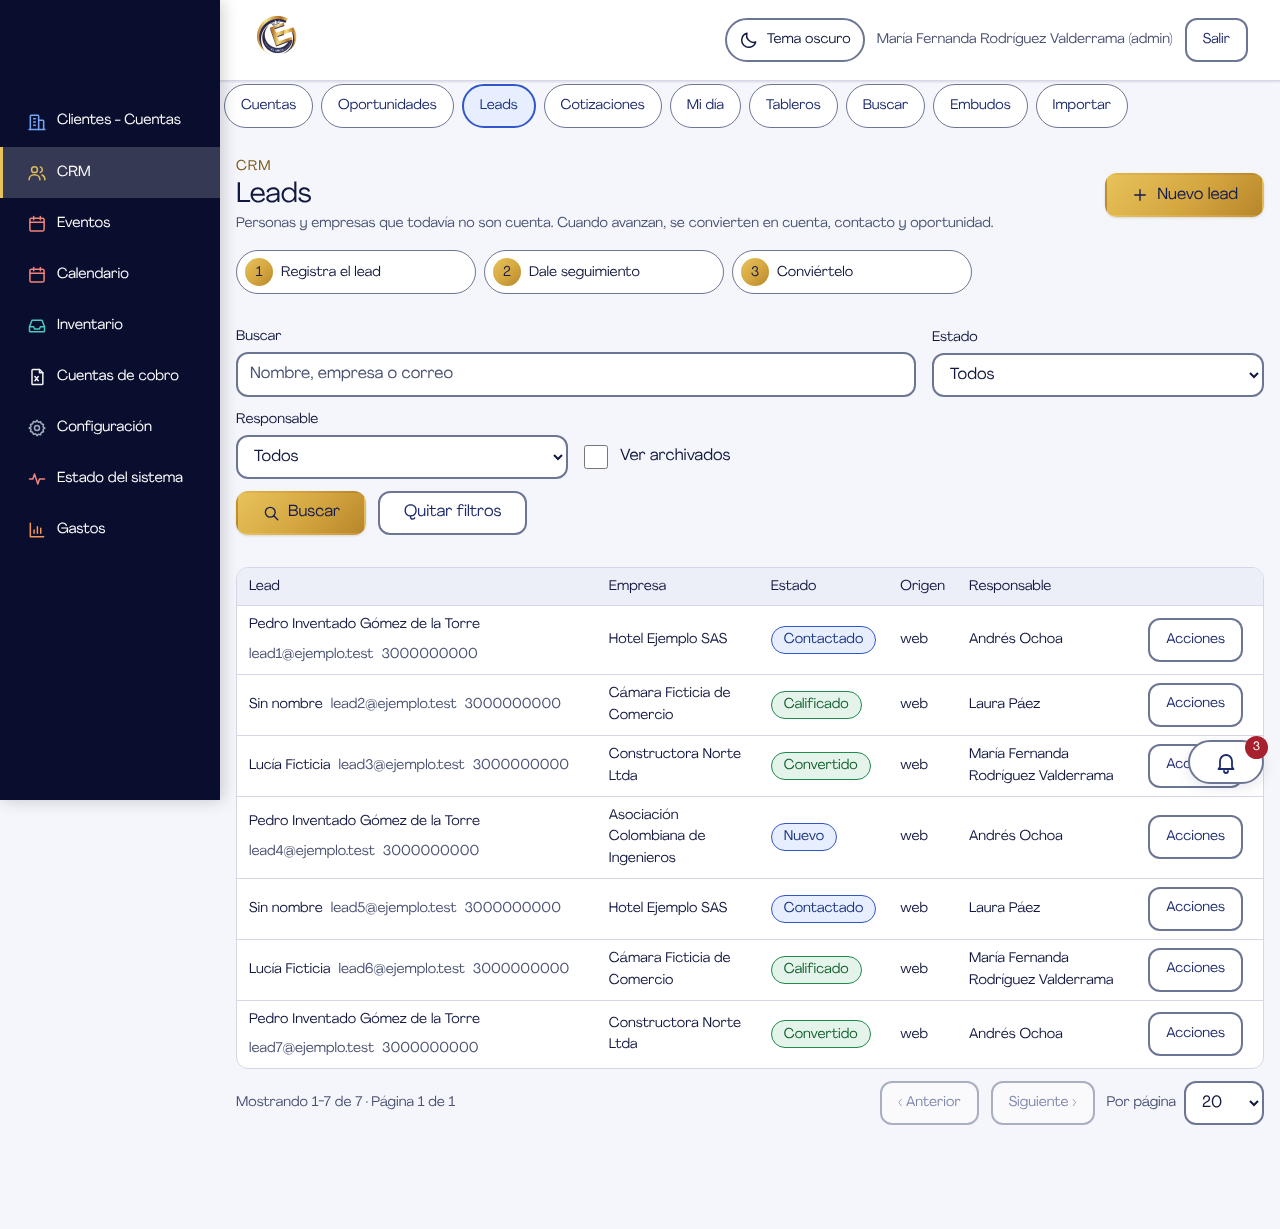 Tema oscuro
María Fernanda Rodríguez Valderrama (admin)
Salir
Clientes - Cuentas
CRM
Eventos
Calendario
Inventario
Cuentas de cobro
Configuración
Estado del sistema
Gastos
Cuentas
Oportunidades
Leads
Cotizaciones
Mi día
Tableros
Buscar
Embudos
Importar
CRM
Leads
Personas y empresas que todavía no son cuenta. Cuando avanzan, se convierten en cuenta, contacto y oportunidad.
+ Nuevo lead
1 Registra el lead
2 Dale seguimiento
3 Conviértelo
Buscar
Nombre, empresa o correo
Estado
Todos
Responsable
Todos
Ver archivados
Buscar
Quitar filtros
Lead Empresa Estado Origen Responsable
Pedro Inventado Gómez de la Torre
lead1@ejemplo.test 3000000000
Hotel Ejemplo SAS
Contactado
web
Andrés Ochoa
Acciones
Sin nombre lead2@ejemplo.test 3000000000
Cámara Ficticia de
Comercio
Calificado
web
Laura Páez
Acciones
Lucía Ficticia lead3@ejemplo.test 3000000000
Constructora Norte
Ltda
Convertido
web
María Fernanda
Rodríguez Valderrama
3
Pedro Inventado Gómez de la Torre
lead4@ejemplo.test 3000000000
Asociación
Colombiana de
Ingenieros
Nuevo
web
Andrés Ochoa
Acciones
Sin nombre lead5@ejemplo.test 3000000000
Hotel Ejemplo SAS
Contactado
web
Laura Páez
Acciones
Lucía Ficticia lead6@ejemplo.test 3000000000
Cámara Ficticia de
Comercio
Calificado
web
María Fernanda
Rodríguez Valderrama
Acciones
Pedro Inventado Gómez de la Torre
lead7@ejemplo.test 3000000000
Constructora Norte
Ltda
Convertido
web
Andrés Ochoa
Acciones
Mostrando 1-7 de 7 · Página 1 de 1
‹ Anterior
Siguiente ›
Por página
20